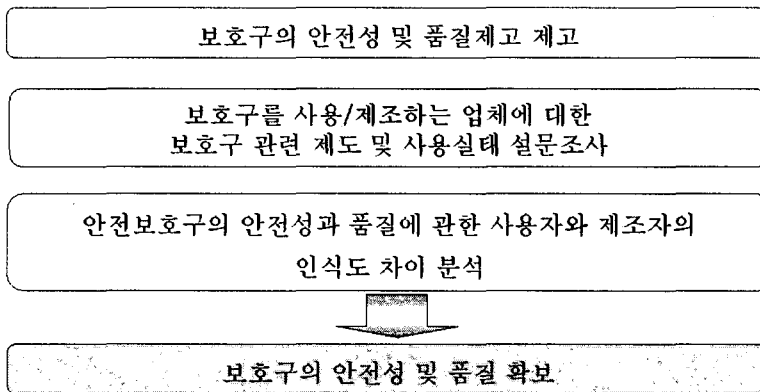 보호구의 안전성 및 품질제고 제고
보호구를 사용/제조하는 업체에 대한
보호구 관련 제도 및 사용실태 설문조사
안전보호구의 안전성과 품질에 관한 사용자와 제조자의
인식도 차이 분석
보호구의 안전성 및 품질 확보